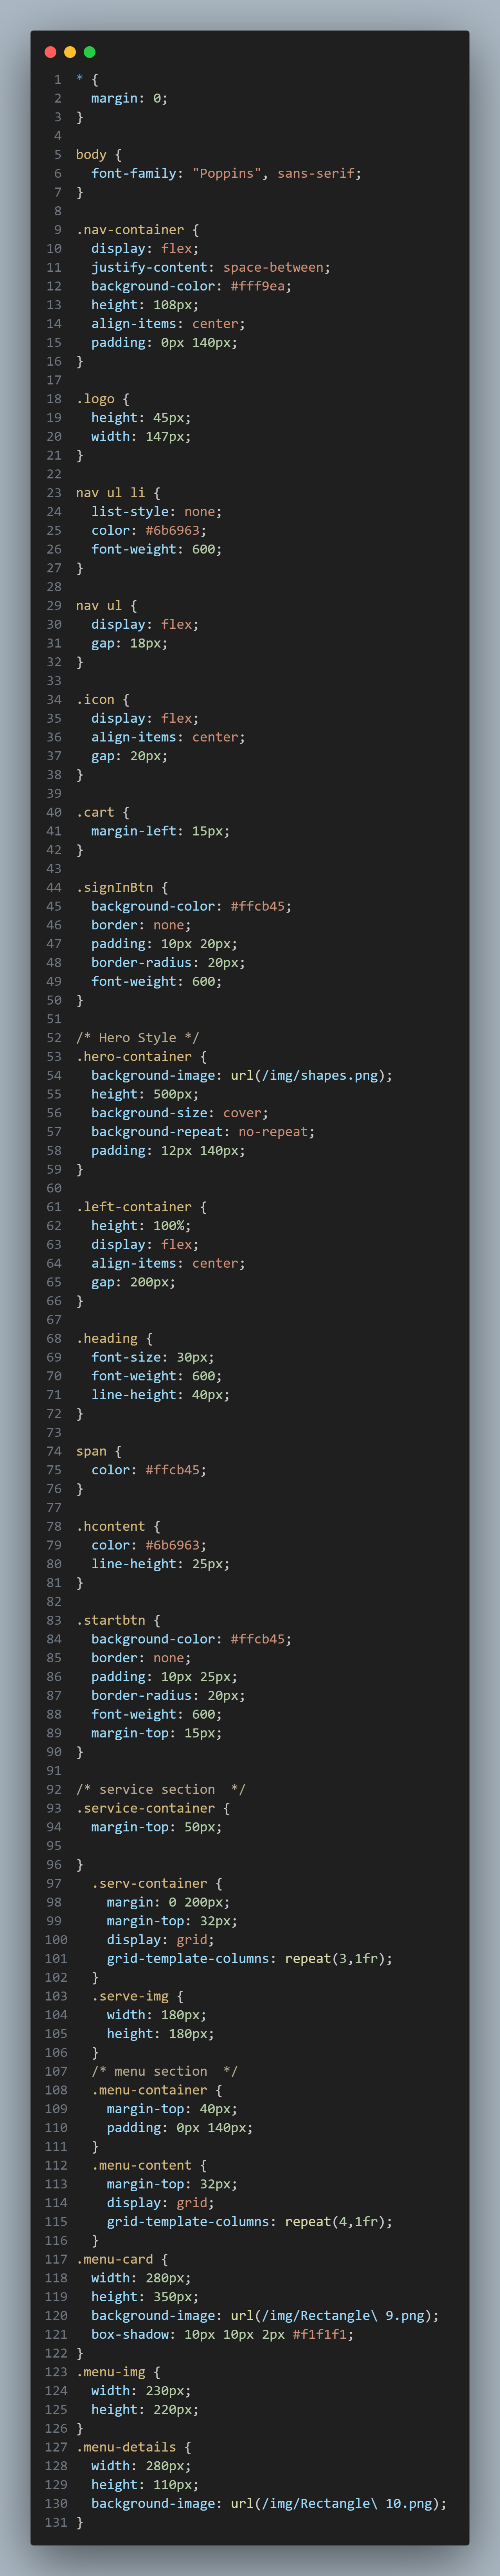 1 * {
2   margin: 0;
3 }
4
5 body {
6   font-family: "Poppins", sans-serif;
7 }
8
9 .nav-container {
10   display: flex;
11   justify-content: space-between;
12   background-color: #fff9ea;
13   height: 108px;
14   align-items: center;
15   padding: 0px 140px;
16 }
17
18 .logo {
19   height: 45px;
20   width: 147px;
21 }
22
23 nav ul li {
24   list-style: none;
25   color: #6b6963;
26   font-weight: 600;
27 }
28
29 nav ul {
30   display: flex;
31   gap: 18px;
32 }
33
34 .icon {
35   display: flex;
36   align-items: center;
37   gap: 20px;
38 }
39
40 .cart {
41   margin-left: 15px;
42 }
43
44 .signInBtn {
45   background-color: #ffcb45;
46   border: none;
47   padding: 10px 20px;
48   border-radius: 20px;
49   font-weight: 600;
50 }
51
52 /* Hero Style */
53 .hero-container {
54   background-image: url(/img/shapes.png);
55   height: 500px;
56   background-size: cover;
57   background-repeat: no-repeat;
58   padding: 12px 140px;
59 }
60
61 .left-container {
62   height: 100%;
63   display: flex;
64   align-items: center;
65   gap: 200px;
66 }
67
68 .heading {
69   font-size: 30px;
70   font-weight: 600;
71   line-height: 40px;
72 }
73
74 span {
75   color: #ffcb45;
76 }
77
78 .hcontent {
79   color: #6b6963;
80   line-height: 25px;
81 }
82
83 .startbtn {
84   background-color: #ffcb45;
85   border: none;
86   padding: 10px 25px;
87   border-radius: 20px;
88   font-weight: 600;
89   margin-top: 15px;
90 }
91
92 /* service section  */
93 .service-container {
94   margin-top: 50px;
95
96 }
97   .serv-container {
98     margin: 0 200px;
99     margin-top: 32px;
100     display: grid;
101     grid-template-columns: repeat(3,1fr);
102   }
103   .serve-img {
104     width: 180px;
105     height: 180px;
106   }
107   /* menu section  */
108   .menu-container {
109     margin-top: 40px;
110     padding: 0px 140px;
111   }
112   .menu-content {
113     margin-top: 32px;
114     display: grid;
115     grid-template-columns: repeat(4,1fr);
116   }
117 .menu-card {
118   width: 280px;
119   height: 350px;
120   background-image: url(/img/Rectangle\ 9.png);
121   box-shadow: 10px 10px 2px #f1f1f1;
122 }
123 .menu-img {
124   width: 230px;
125   height: 220px;
126 }
127 .menu-details {
128   width: 280px;
129   height: 110px;
130   background-image: url(/img/Rectangle\ 10.png);
131 }